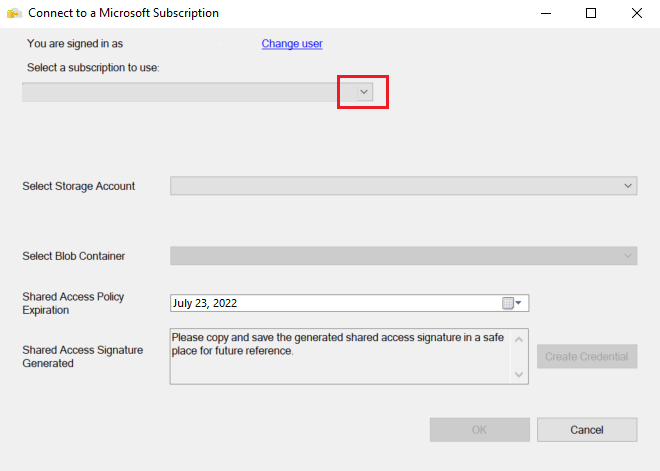 Connect to a Microsoft Subscription
You are signed in as Change user
Select a subscription to use:
Select Storage Account
Select Blob Container
Shared Access Policy
Expiration
July 23, 2022
Shared Access Signature
Generated
Please copy and save the generated shared access signature in a safe
place for future reference.
Create Credential
OK Cancel